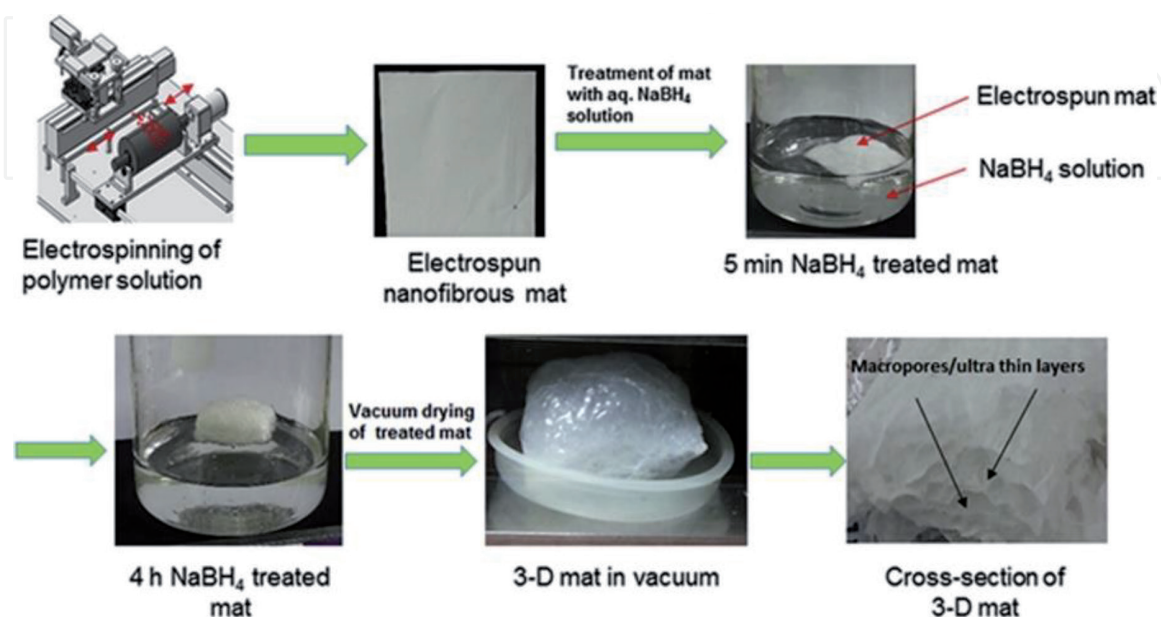 Treatment of mat
with aq. NaBH₄
solution
Electrospun mat
NaBH₄ solution
Electrospinning of
polymer solution
Electrospun
nanofibrous mat
5 min NaBH₄ treated mat
Vacuum drying
of treated mat
Macropores/ultra thin layers
4 h NaBH₄ treated
mat
3-D mat in vacuum
Cross-section of
3-D mat